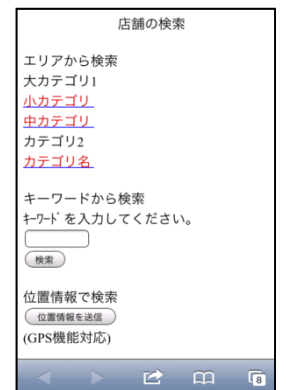 店舗の検索
エリアから検索
大カテゴリ1
小カテゴリ
中カテゴリ
カテゴリ2
カテゴリ名
キーワードから検索
ｷｰﾜｰﾄﾞを入力してください。
検索
位置情報で検索
位置情報を送信
(GPS機能対応)
8